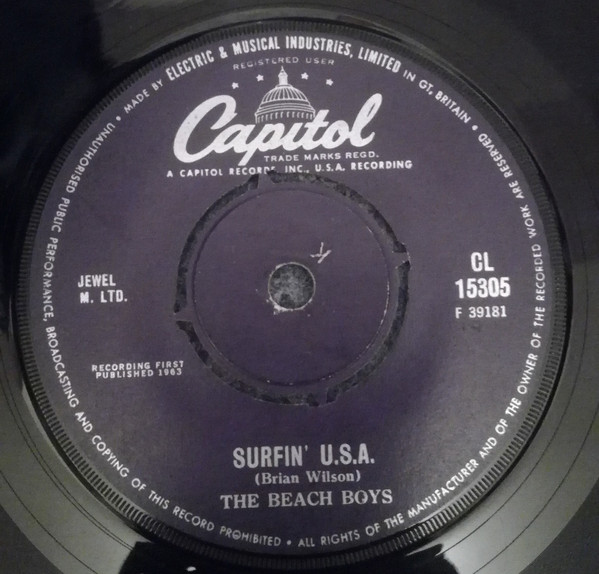 MADE BY ELECTRIC & MUSICAL INDUSTRIES, LIMITED IN GT. BRITAIN • ALL RIGHTS OF THE MANUFACTURER AND OF THE OWNER OF THE RECORDED WORK ARE RESERVED • UNAUTHORISED PUBLIC PERFORMANCE, BROADCASTING AND COPYING OF THIS RECORD PROHIBITED •
REGISTERED USER
Capitol
TRADE MARKS REGD.
A CAPITOL RECORDS, INC., U.S.A. RECORDING
JEWEL
M. LTD.
CL
15305
F 39181
RECORDING FIRST
PUBLISHED 1963
SURFIN' U.S.A.
(Brian Wilson)
THE BEACH BOYS